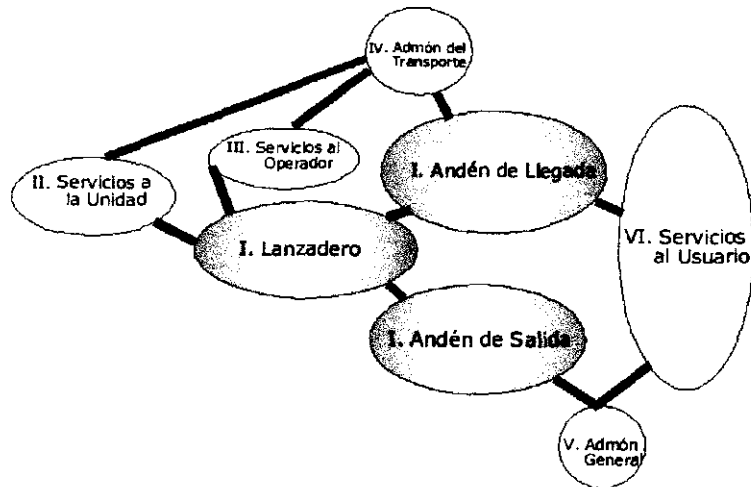 IV. Admón del
Transporte
III. Servicios al
Operador
I. Andén de Llegada
II. Servicios a
la Unidad
I. Lanzadero
VI. Servicios
al Usuario
I. Andén de Salida
V. Admón
General